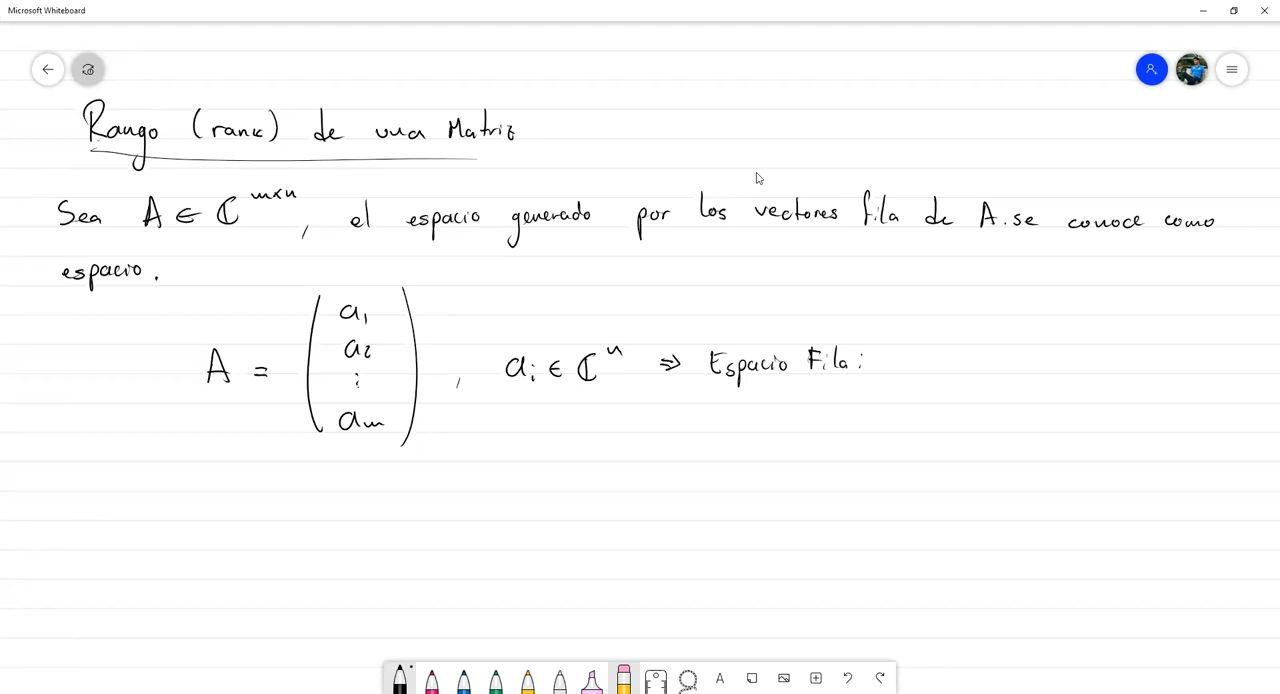 Microsoft Whiteboard
Rango (rank) de una Matriz
Sea A ∈ ℂ^{m×n}, el espacio generado por los vectores fila de A. se conoce como
espacio.
A = (a₁ a₂ ⋮ aₘ), aᵢ ∈ ℂⁿ ⇒ Espacio Fila:
A